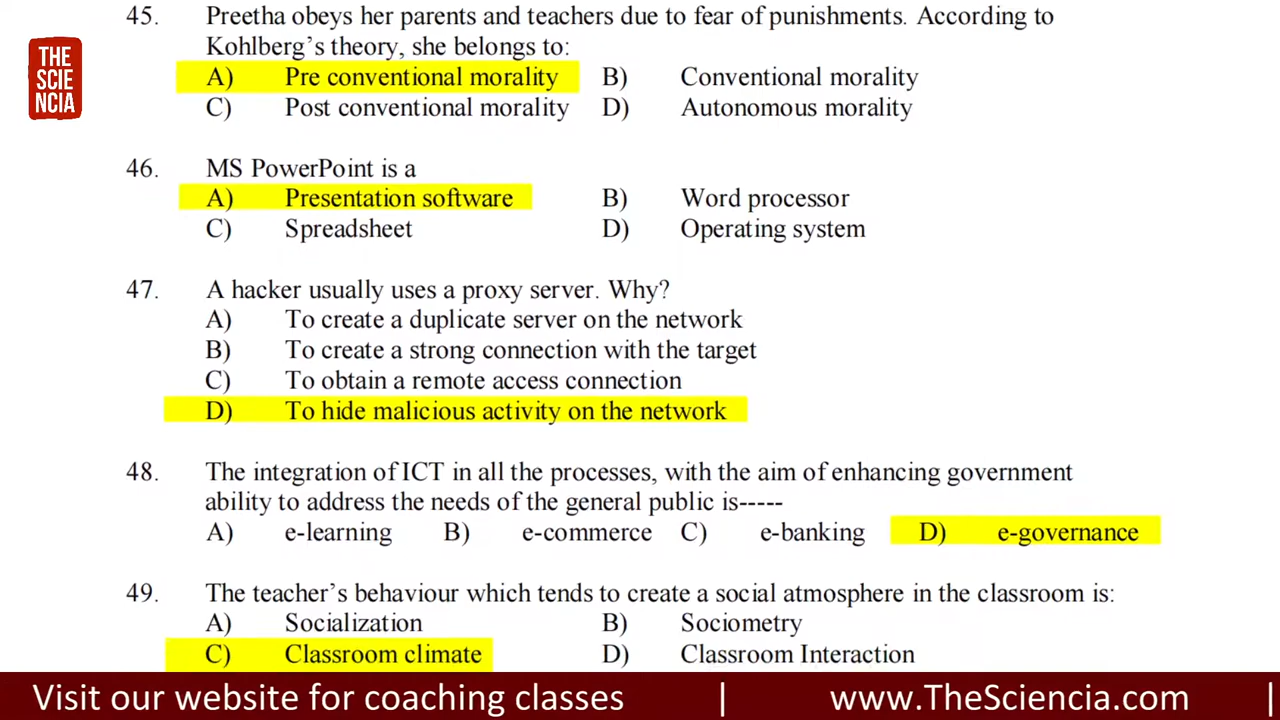 THE
SCIE
NCIA
45. Preetha obeys her parents and teachers due to fear of punishments. According to
Kohlberg's theory, she belongs to:
A) Pre conventional morality B) Conventional morality
C) Post conventional morality D) Autonomous morality
46. MS PowerPoint is a
A) Presentation software B) Word processor
C) Spreadsheet D) Operating system
47. A hacker usually uses a proxy server. Why?
A) To create a duplicate server on the network
B) To create a strong connection with the target
C) To obtain a remote access connection
D) To hide malicious activity on the network
48. The integration of ICT in all the processes, with the aim of enhancing government
ability to address the needs of the general public is-----
A) e-learning B) e-commerce C) e-banking D) e-governance
49. The teacher's behaviour which tends to create a social atmosphere in the classroom is:
A) Socialization B) Sociometry
C) Classroom climate D) Classroom Interaction
Visit our website for coaching classes | www.TheSciencia.com |